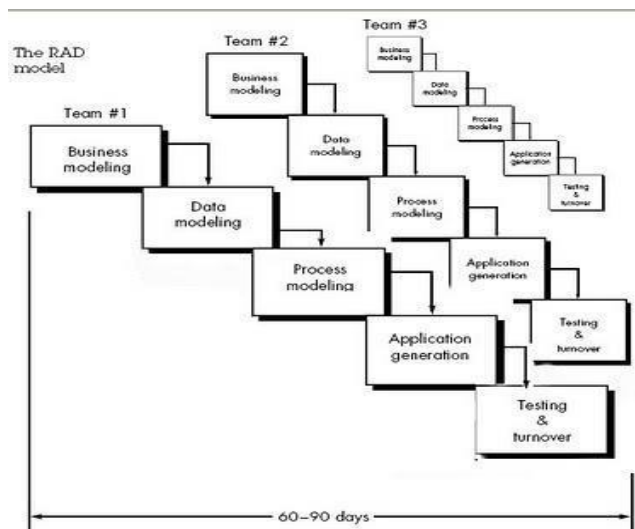 The RAD
model
Team #1
Business
modeling
Data
modeling
Process
modeling
Application
generation
Testing
&
turnover
Team #2
Business
modeling
Data
modeling
Process
modeling
Application
generation
Testing
&
turnover
Team #3
Business
modeling
Data
modeling
Process
modeling
Application
generation
Testing
&
turnover
60–90 days